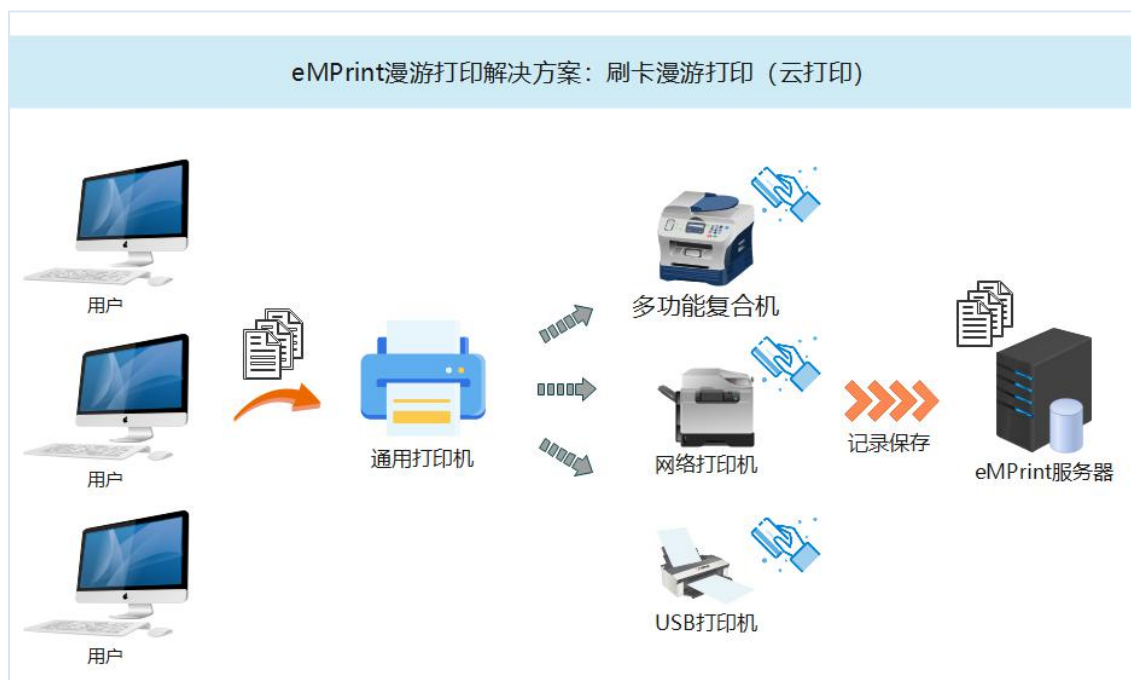 eMPrint漫游打印解决方案：刷卡漫游打印（云打印）
用户
多功能复合机
用户
通用打印机
网络打印机
记录保存
eMPrint服务器
用户
USB打印机